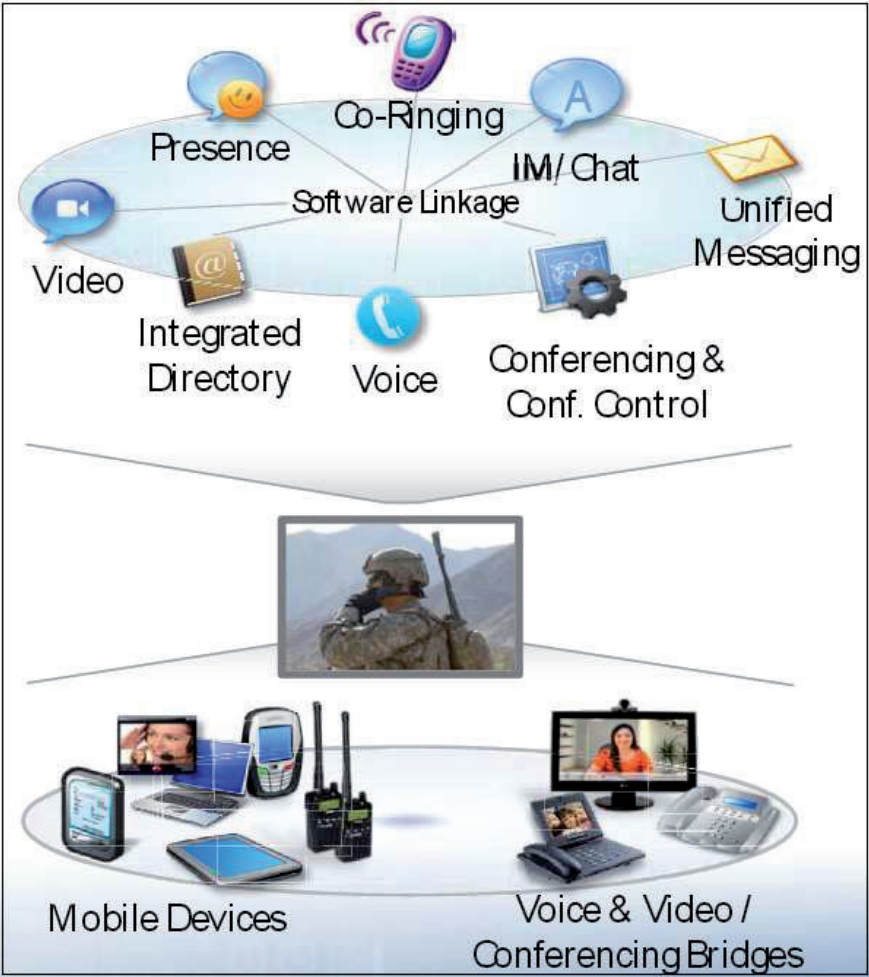 Co-Ringing
Presence
A
IM/Chat
Software Linkage
Unified
Messaging
Video
@
Integrated
Directory
Voice
Conferencing &
Conf. Control
Mobile Devices
Voice & Video /
Conferencing Bridges